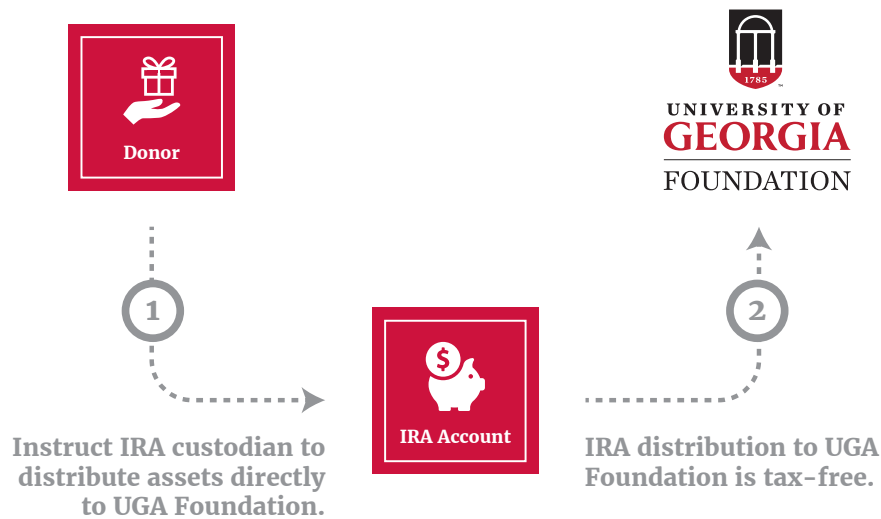 Donor
1785
™
UNIVERSITY OF
GEORGIA
FOUNDATION
1
2
$
IRA Account
Instruct IRA custodian to
distribute assets directly
to UGA Foundation.
IRA distribution to UGA
Foundation is tax-free.